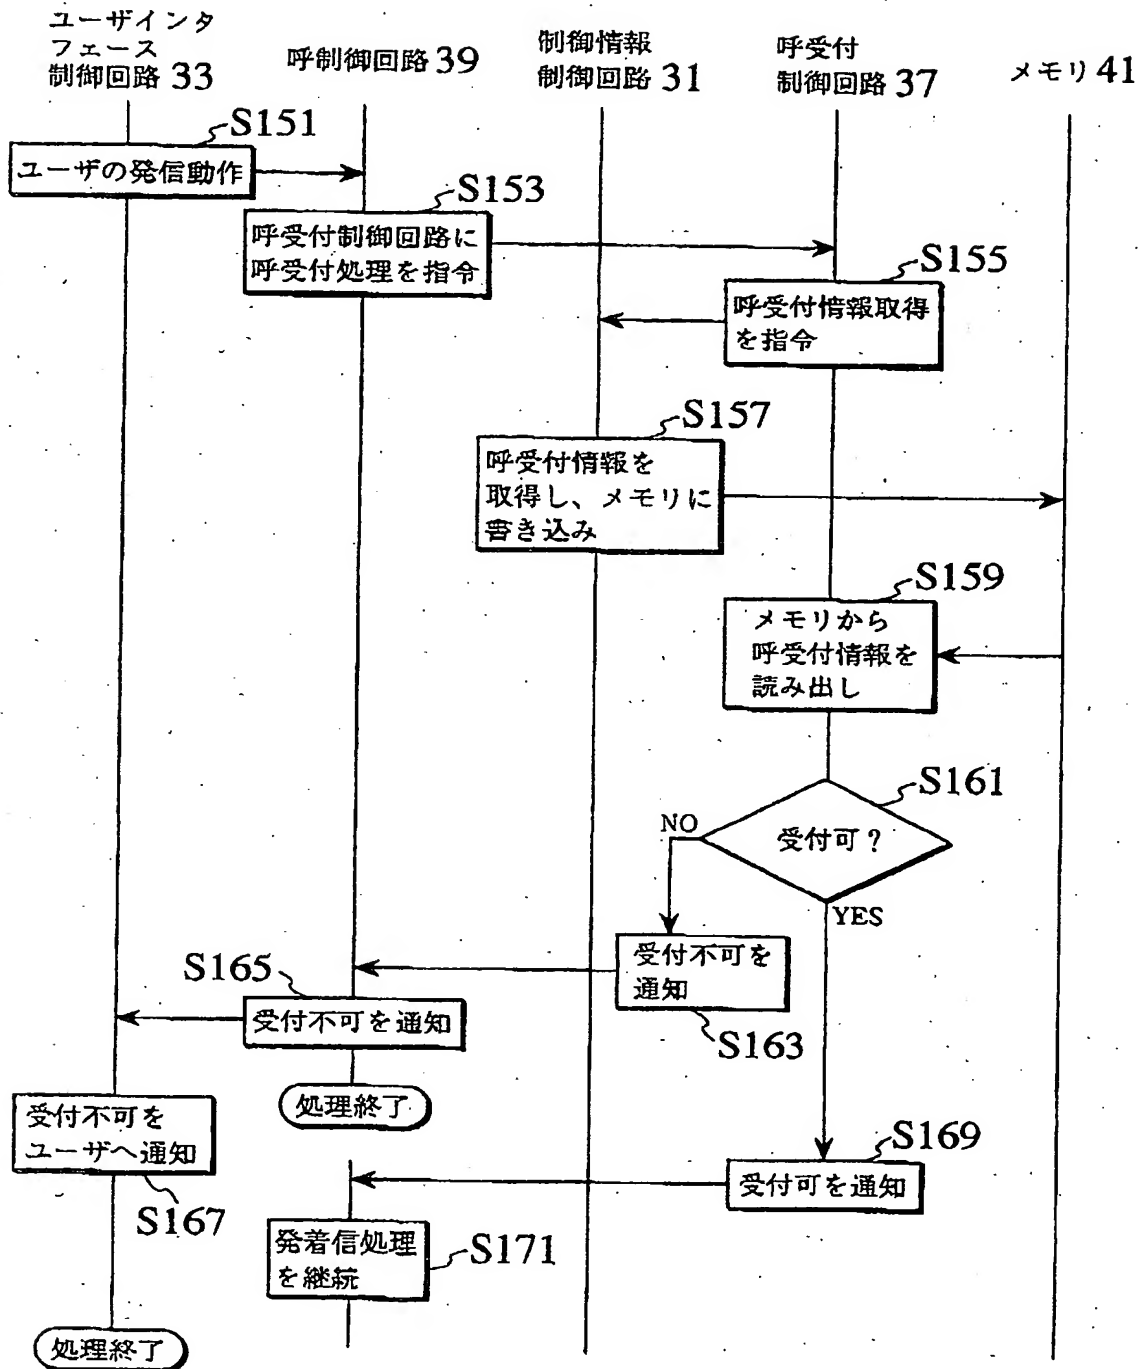 ユーザインタ
フェース
制御回路 33
呼制御回路 39
制御情報
制御回路 31
呼受付
制御回路 37
メモリ 41
S151
ユーザの発信動作
S153
呼受付制御回路に
呼受付処理を指令
S155
呼受付情報取得
を指令
S157
呼受付情報を
取得し、メモリに
書き込み
S159
メモリから
呼受付情報を
読み出し
S161
受付可?
NO
YES
受付不可を
通知
S163
S165
受付不可を通知
処理終了
受付不可を
ユーザへ通知
S167
S169
受付可を通知
発着信処理
を継続
S171
処理終了